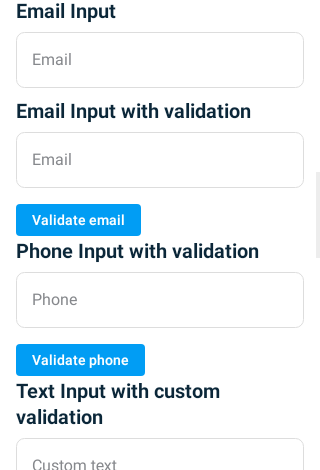 Email Input
Email
Email Input with validation
Email
Validate email
Phone Input with validation
Phone
Validate phone
Text Input with custom
validation
Custom text